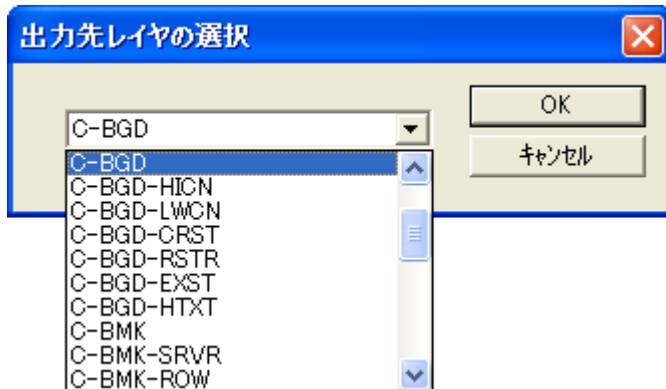 出力先レイヤの選択
OK
C-BGD
キャンセル
C-BGD
C-BGD-HICN
C-BGD-LWCN
C-BGD-CRST
C-BGD-RSTR
C-BGD-EXST
C-BGD-HTXT
C-BMK
C-BMK-SRVR
C-BMK-ROW